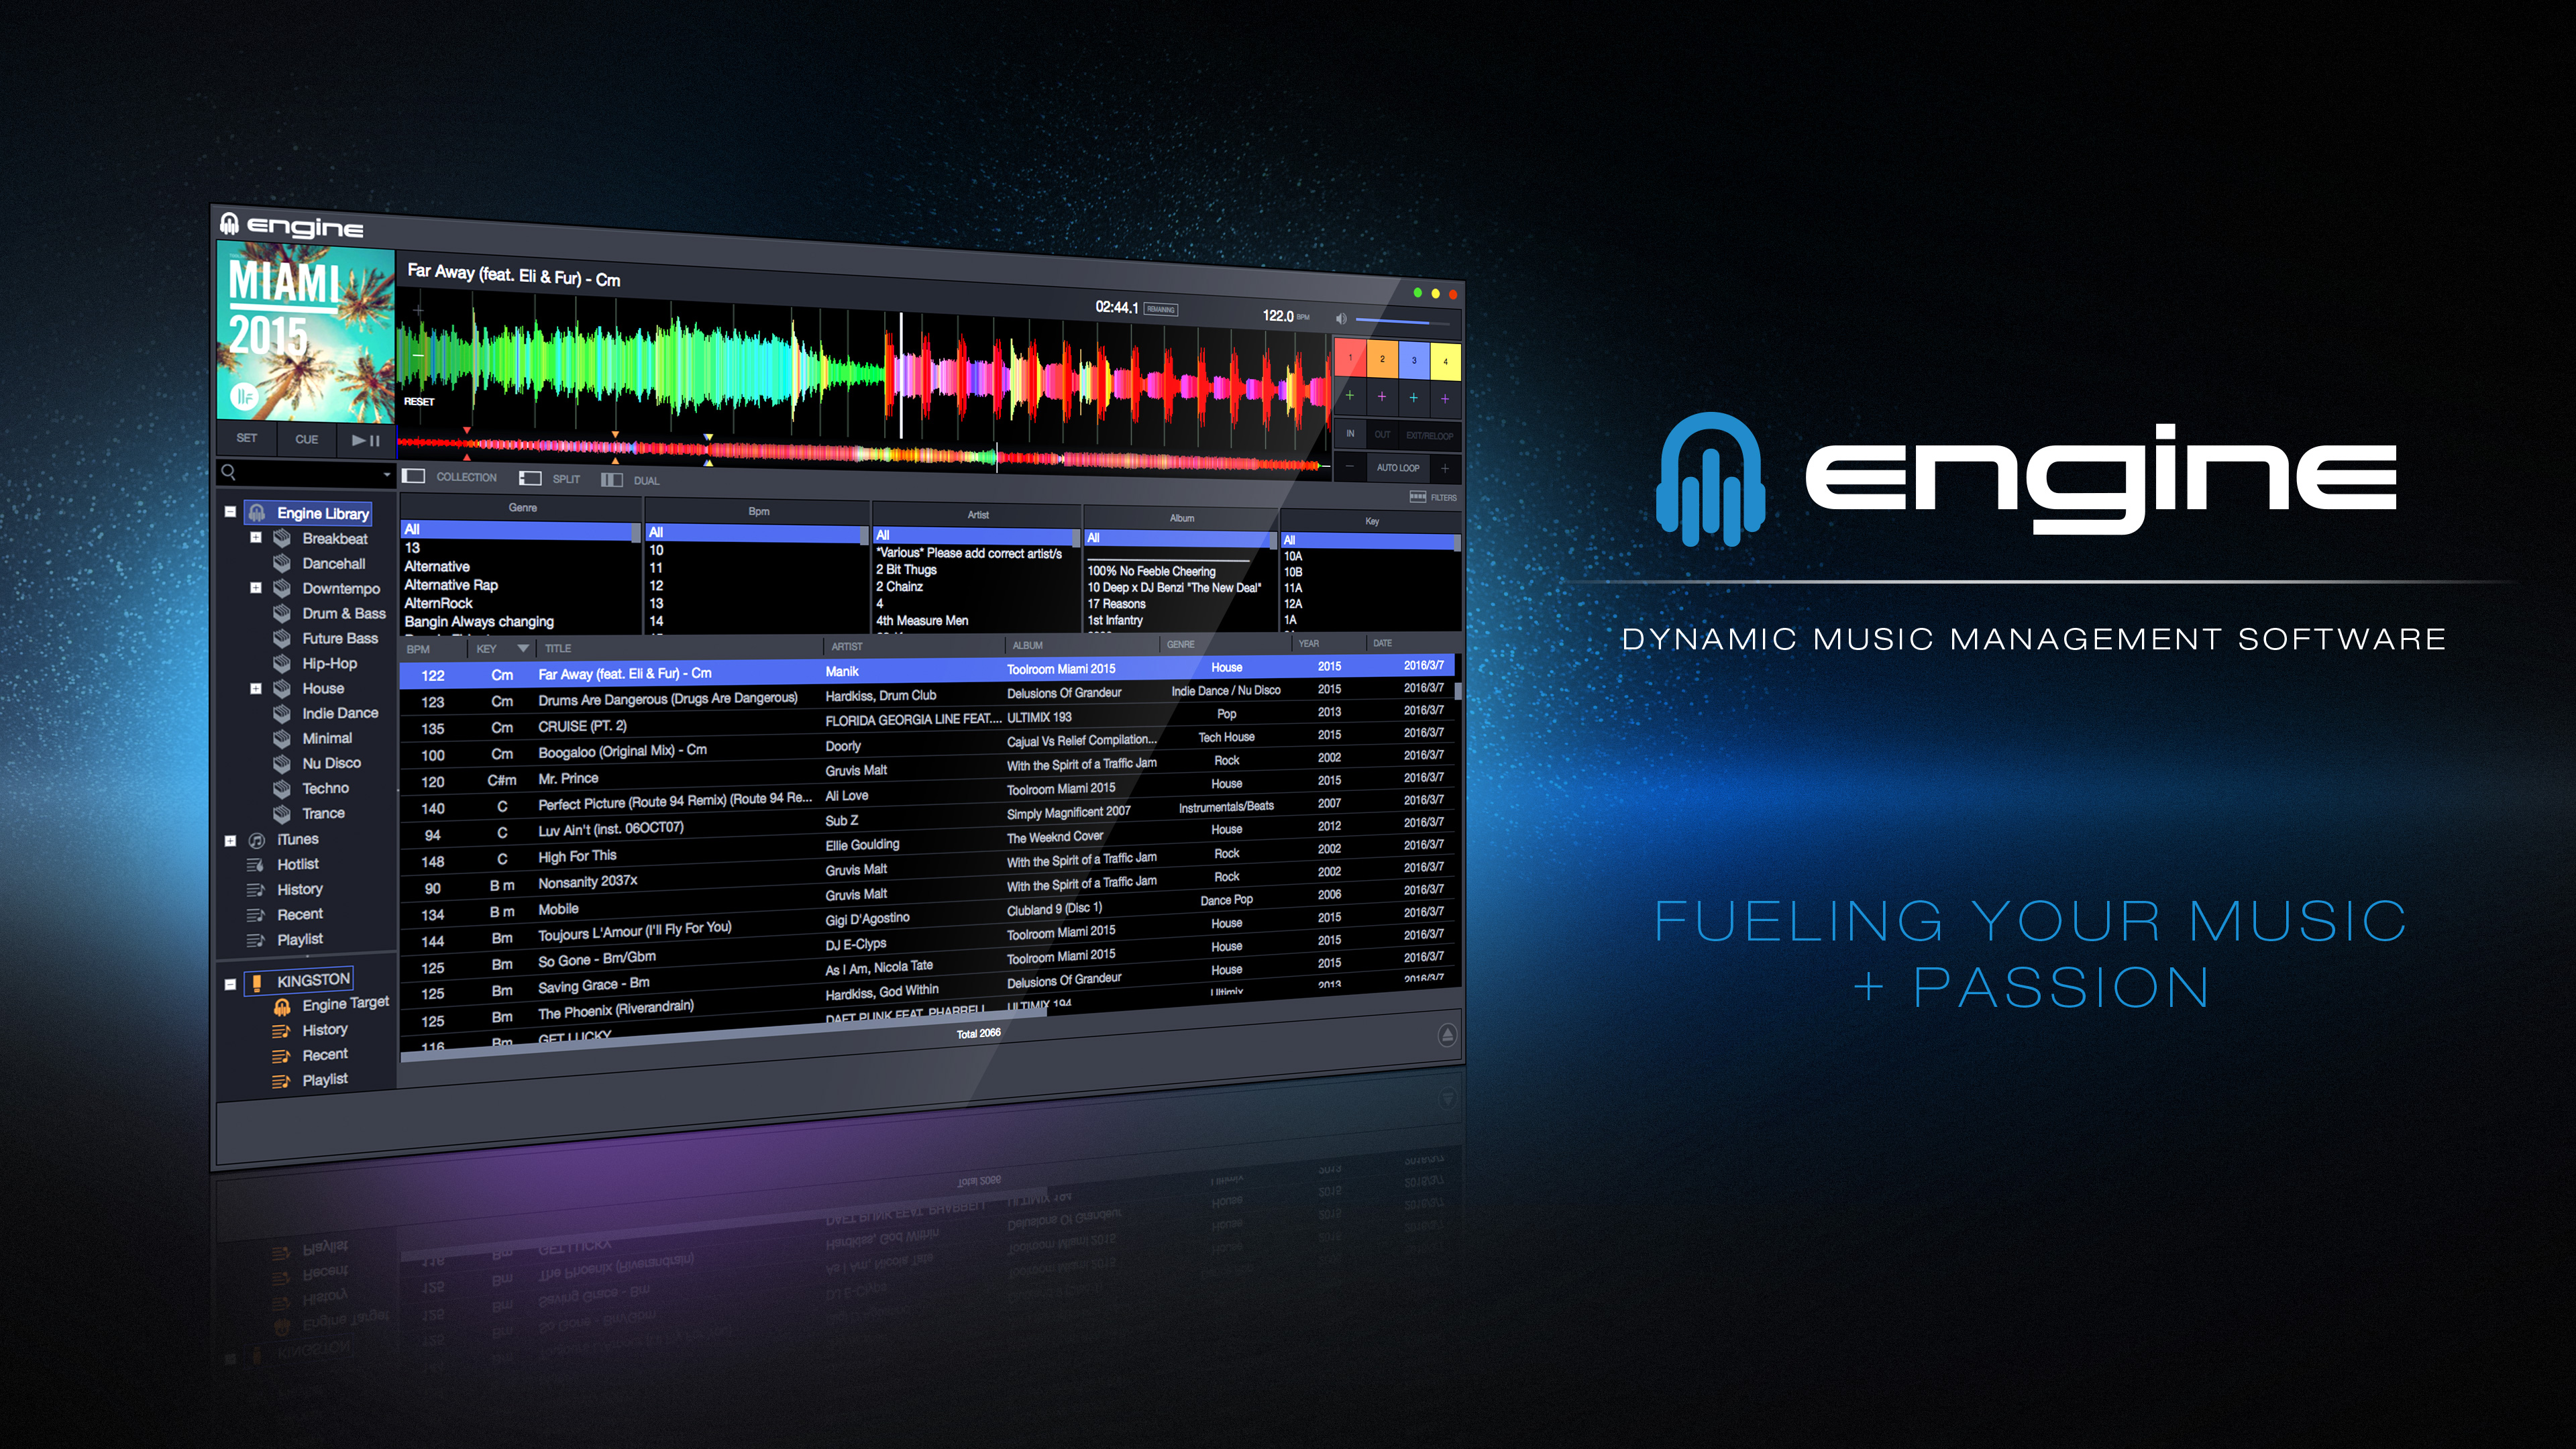 engine
MIAMI
2015
Far Away (feat. Eli & Fur) - Cm
02:44.1 REMAINING
122.0 BPM
RESET
1 2 3 4
SET CUE
IN OUT EXIT/RELOOP
AUTO LOOP
COLLECTION SPLIT DUAL
FILTERS
Engine Library
Breakbeat
Dancehall
Downtempo
Drum & Bass
Future Bass
Hip-Hop
House
Indie Dance
Minimal
Nu Disco
Techno
Trance
iTunes
Hotlist
History
Recent
Playlist
KINGSTON
Engine Target
History
Recent
Playlist
Genre
All
13
Alternative
Alternative Rap
AlternRock
Bangin Always changing
Bpm
All
10
11
12
13
14
Artist
All
*Various* Please add correct artist/s
2 Bit Thugs
2 Chainz
4
4th Measure Men
Album
All
100% No Feeble Cheering
10 Deep x DJ Benzi "The New Deal"
17 Reasons
1st Infantry
Key
All
10A
10B
11A
12A
1A
BPM KEY TITLE ARTIST ALBUM GENRE YEAR DATE
122 Cm Far Away (feat. Eli & Fur) - Cm Manik Toolroom Miami 2015 House 2015 2016/3/7
123 Cm Drums Are Dangerous (Drugs Are Dangerous) Hardkiss, Drum Club Delusions Of Grandeur Indie Dance / Nu Disco 2015 2016/3/7
135 Cm CRUISE (PT. 2) FLORIDA GEORGIA LINE FEAT.... ULTIMIX 193 Pop 2013 2016/3/7
100 Cm Boogaloo (Original Mix) - Cm Doorly Cajual Vs Relief Compilation... Tech House 2015 2016/3/7
120 C#m Mr. Prince Gruvis Malt With the Spirit of a Traffic Jam Rock 2002 2016/3/7
140 C Perfect Picture (Route 94 Remix) (Route 94 Re... Ali Love Toolroom Miami 2015 House 2015 2016/3/7
94 C Luv Ain't (inst. 06OCT07) Sub Z Simply Magnificent 2007 Instrumentals/Beats 2007 2016/3/7
148 C High For This Ellie Goulding The Weeknd Cover House 2012 2016/3/7
90 B m Nonsanity 2037x Gruvis Malt With the Spirit of a Traffic Jam Rock 2002 2016/3/7
134 B m Mobile Gruvis Malt With the Spirit of a Traffic Jam Rock 2002 2016/3/7
144 Bm Toujours L'Amour (I'll Fly For You) Gigi D'Agostino Clubland 9 (Disc 1) Dance Pop 2006 2016/3/7
125 Bm So Gone - Bm/Gbm DJ E-Clyps Toolroom Miami 2015 House 2015 2016/3/7
125 Bm Saving Grace - Bm As I Am, Nicola Tate Toolroom Miami 2015 House 2015 2016/3/7
125 Bm The Phoenix (Riverandrain) Hardkiss, God Within Delusions Of Grandeur House 2015 2016/3/7
116 Bm GET LUCKY DAFT PUNK FEAT. PHARRELL ULTIMIX 194 Ultimix 2013 2016/3/7
Total 2066
engine
DYNAMIC MUSIC MANAGEMENT SOFTWARE
FUELING YOUR MUSIC
+ PASSION